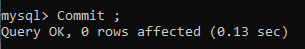 mysql> Commit ;
Query OK, 0 rows affected (0.13 sec)